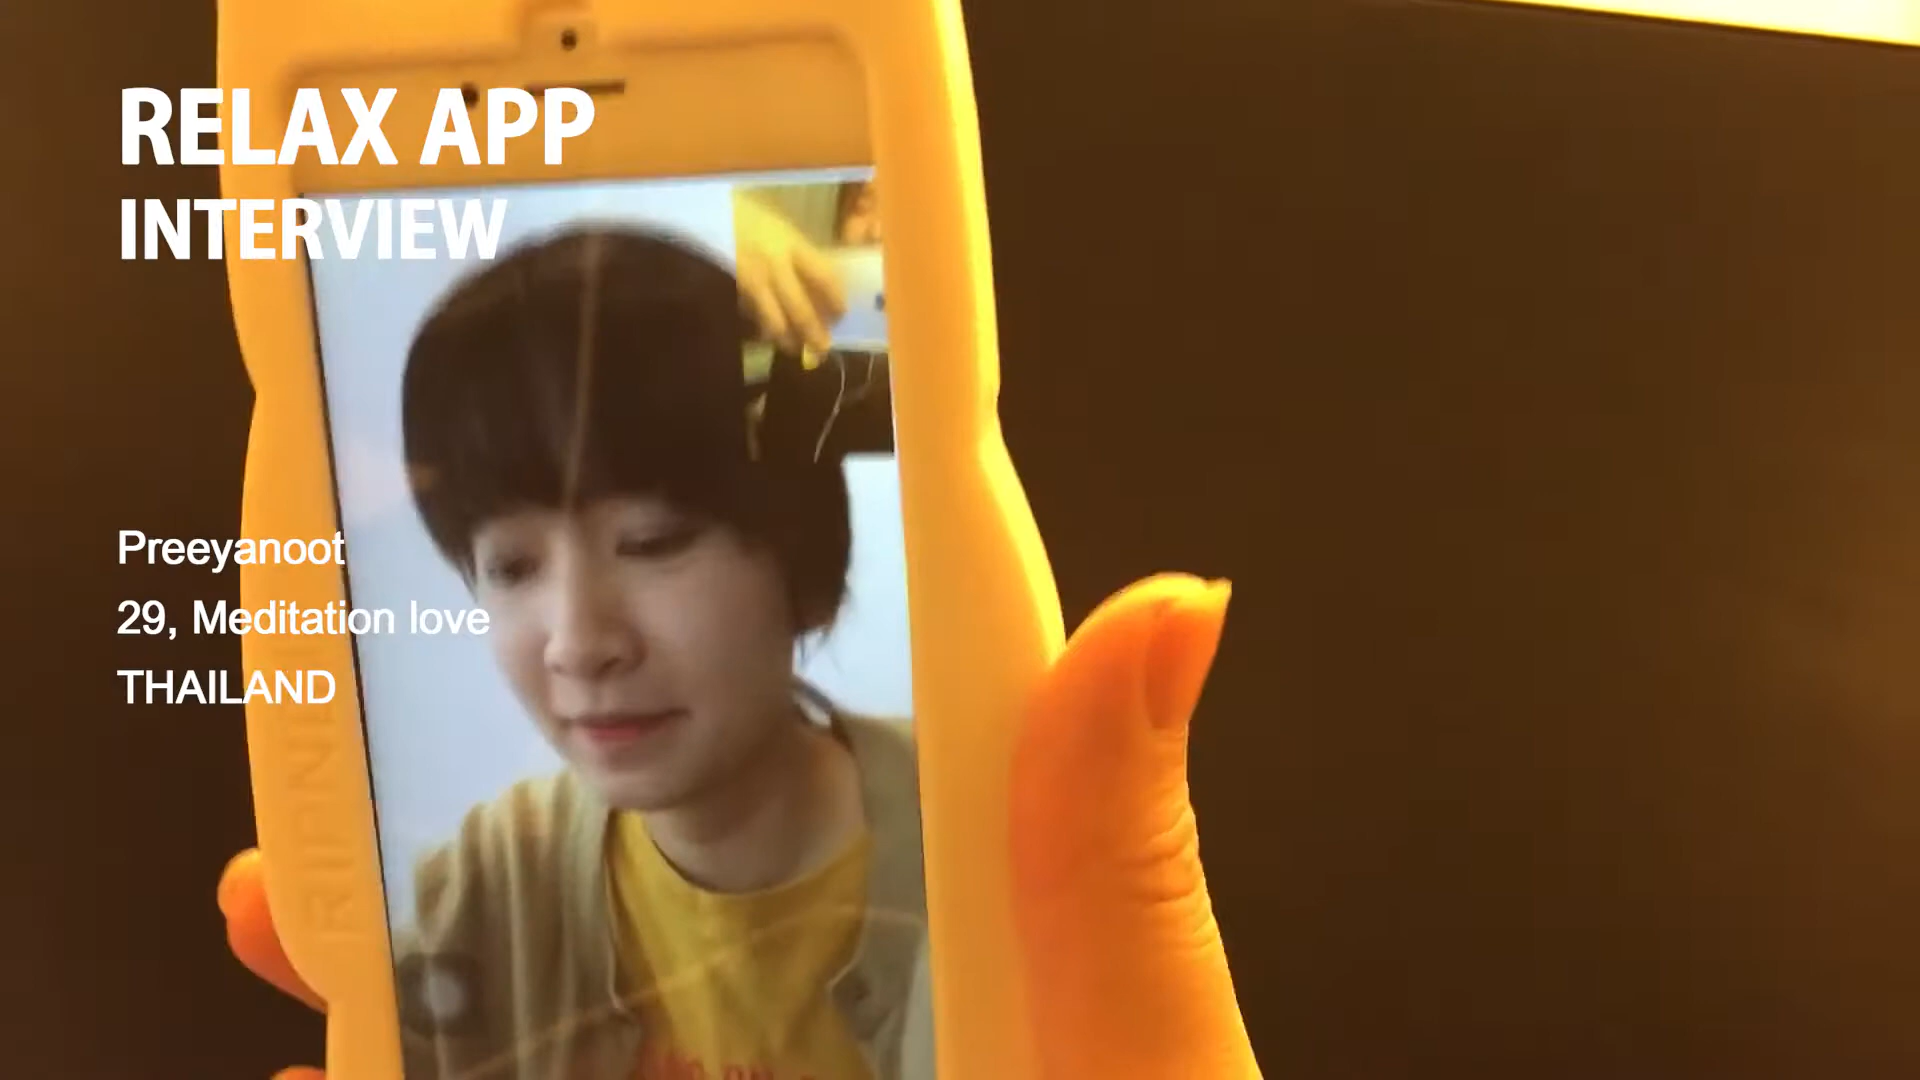 RELAX APP
INTERVIEW
Preeyanoot
29, Meditation love
THAILAND